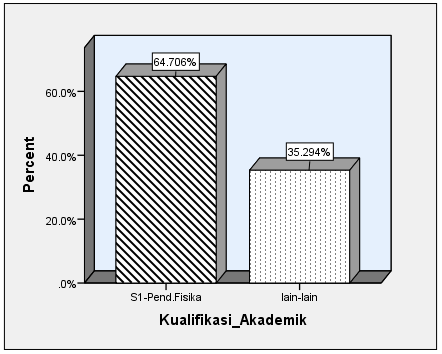 64.706%
35.294%
60.0%
40.0%
20.0%
.0%
Percent
S1-Pend.Fisika
lain-lain
Kualifikasi_Akademik